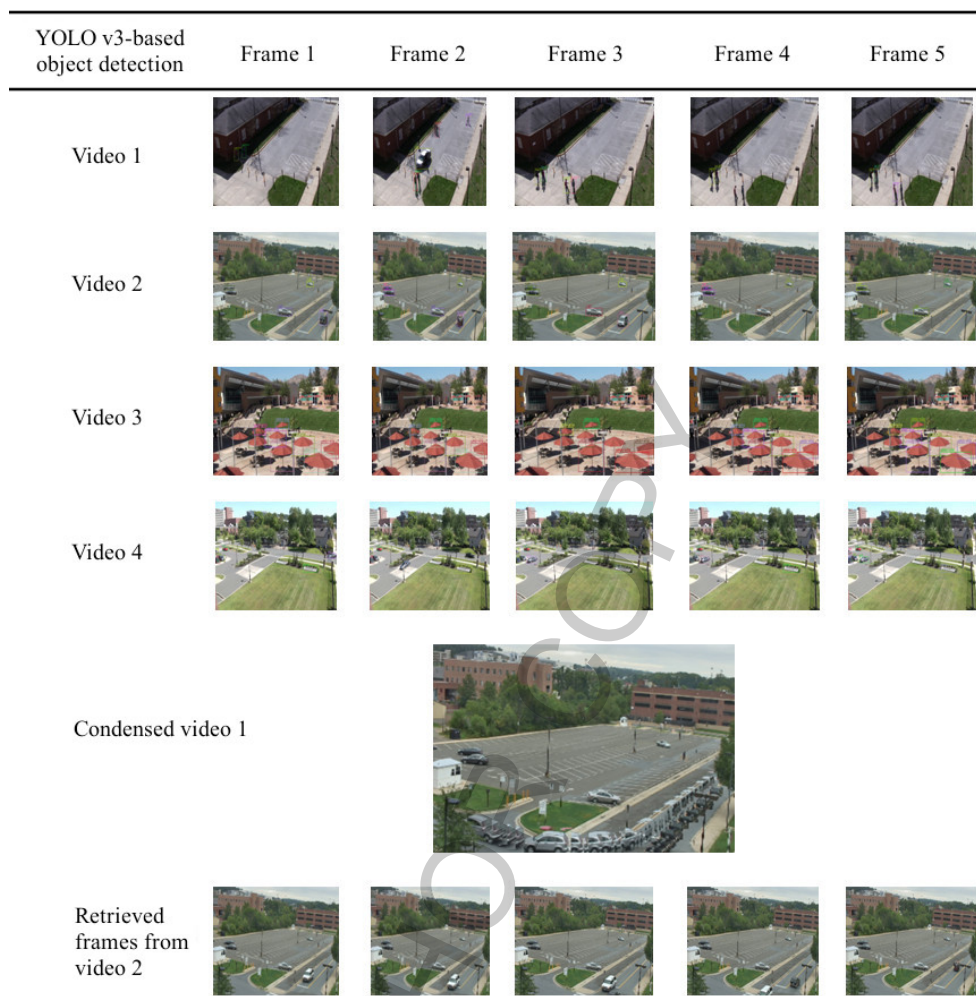 YOLO v3-based
object detection
Frame 1
Frame 2
Frame 3
Frame 4
Frame 5
Video 1
Video 2
Video 3
Video 4
Condensed video 1
Retrieved
frames from
video 2
COPY